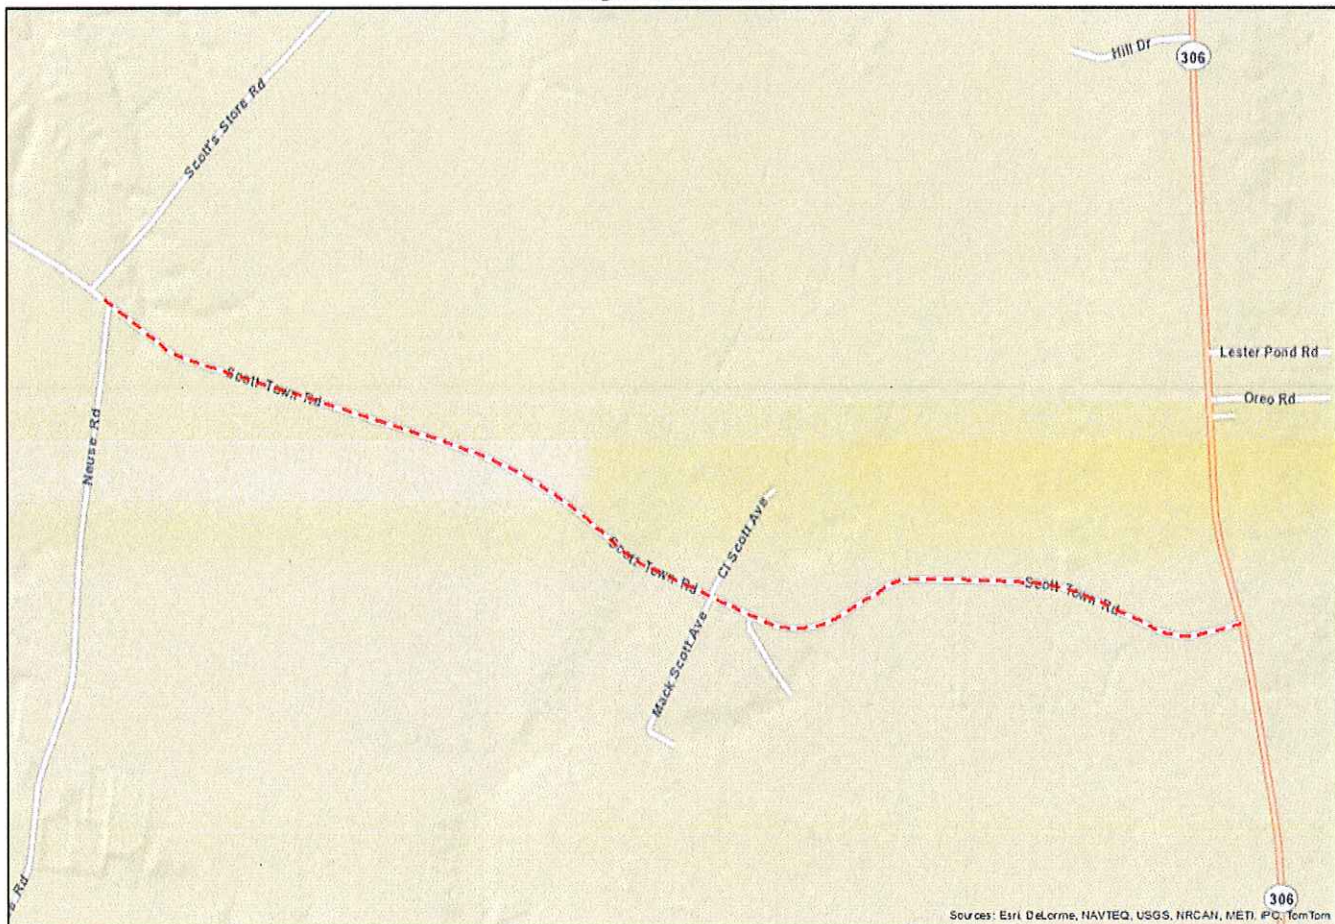 Hill Dr
306
Scott's Store Rd
Lester Pond Rd
Oreo Rd
Scott Town Rd
Neuse Rd
Scott Town Rd
Cl Scott Ave
Scott Town Rd
Mack Scott Ave
Rd
306
Sources: Esri, DeLorme, NAVTEQ, USGS, NRCAN, METI, iPC, TomTom